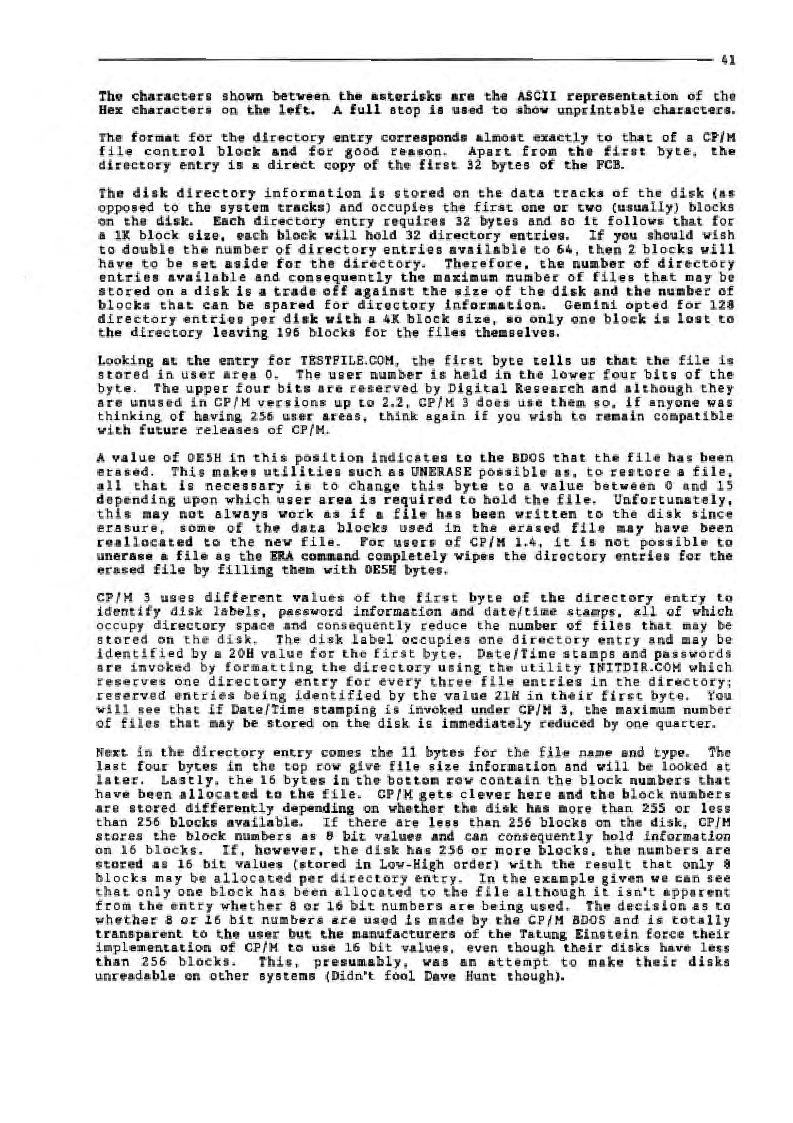 41
The characters shown between the asterisks are the ASCII representation of the
Hex characters on the left. A full stop is used to show unprintable characters.
The format for the directory entry corresponds almost exactly to that of a CP/M
file control block and for good reason. Apart from the first byte, the
directory entry is a direct copy of the first 32 bytes of the FCB.
The disk directory information is stored on the data tracks of the disk (as
opposed to the system tracks) and occupies the first one or two (usually) blocks
on the disk. Each directory entry requires 32 bytes and so it follows that for
a 1K block size, each block will hold 32 directory entries. If you should wish
to double the number of directory entries available to 64, then 2 blocks will
have to be set aside for the directory. Therefore, the number of directory
entries available and consequently the maximum number of files that may be
stored on a disk is a trade off against the size of the disk and the number of
blocks that can be spared for directory information. Gemini opted for 128
directory entries per disk with a 4K block size, so only one block is lost to
the directory leaving 196 blocks for the files themselves.
Looking at the entry for TESTFILE.COM, the first byte tells us that the file is
stored in user area 0. The user number is held in the lower four bits of the
byte. The upper four bits are reserved by Digital Research and although they
are unused in CP/M versions up to 2.2, CP/M 3 does use them so, if anyone was
thinking of having 256 user areas, think again if you wish to remain compatible
with future releases of CP/M.
A value of 0E5H in this position indicates to the BDOS that the file has been
erased. This makes utilities such as UNERASE possible as, to restore a file,
all that is necessary is to change this byte to a value between 0 and 15
depending upon which user area is required to hold the file. Unfortunately,
this may not always work as if a file has been written to the disk since
erasure, some of the data blocks used in the erased file may have been
reallocated to the new file. For users of CP/M 1.4, it is not possible to
unerase a file as the ERA command completely wipes the directory entries for the
erased file by filling them with 0E5H bytes.
CP/M 3 uses different values of the first byte of the directory entry to
identify disk labels, password information and date/time stamps, all of which
occupy directory space and consequently reduce the number of files that may be
stored on the disk. The disk label occupies one directory entry and may be
identified by a 20H value for the first byte. Date/Time stamps and passwords
are invoked by formatting the directory using the utility INITDIR.COM which
reserves one directory entry for every three file entries in the directory;
reserved entries being identified by the value 21H in their first byte. You
will see that if Date/Time stamping is invoked under CP/M 3, the maximum number
of files that may be stored on the disk is immediately reduced by one quarter.
Next in the directory entry comes the 11 bytes for the file name and type. The
last four bytes in the top row give file size information and will be looked at
later. Lastly, the 16 bytes in the bottom row contain the block numbers that
have been allocated to the file. CP/M gets clever here and the block numbers
are stored differently depending on whether the disk has more than 255 or less
than 256 blocks available. If there are less than 256 blocks on the disk, CP/M
stores the block numbers as 8 bit values and can consequently hold information
on 16 blocks. If, however, the disk has 256 or more blocks, the numbers are
stored as 16 bit values (stored in Low-High order) with the result that only 8
blocks may be allocated per directory entry. In the example given we can see
that only one block has been allocated to the file although it isn't apparent
from the entry whether 8 or 16 bit numbers are being used. The decision as to
whether 8 or 16 bit numbers are used is made by the CP/M BDOS and is totally
transparent to the user but the manufacturers of the Tatung Einstein force their
implementation of CP/M to use 16 bit values, even though their disks have less
than 256 blocks. This, presumably, was an attempt to make their disks
unreadable on other systems (Didn't fool Dave Hunt though).